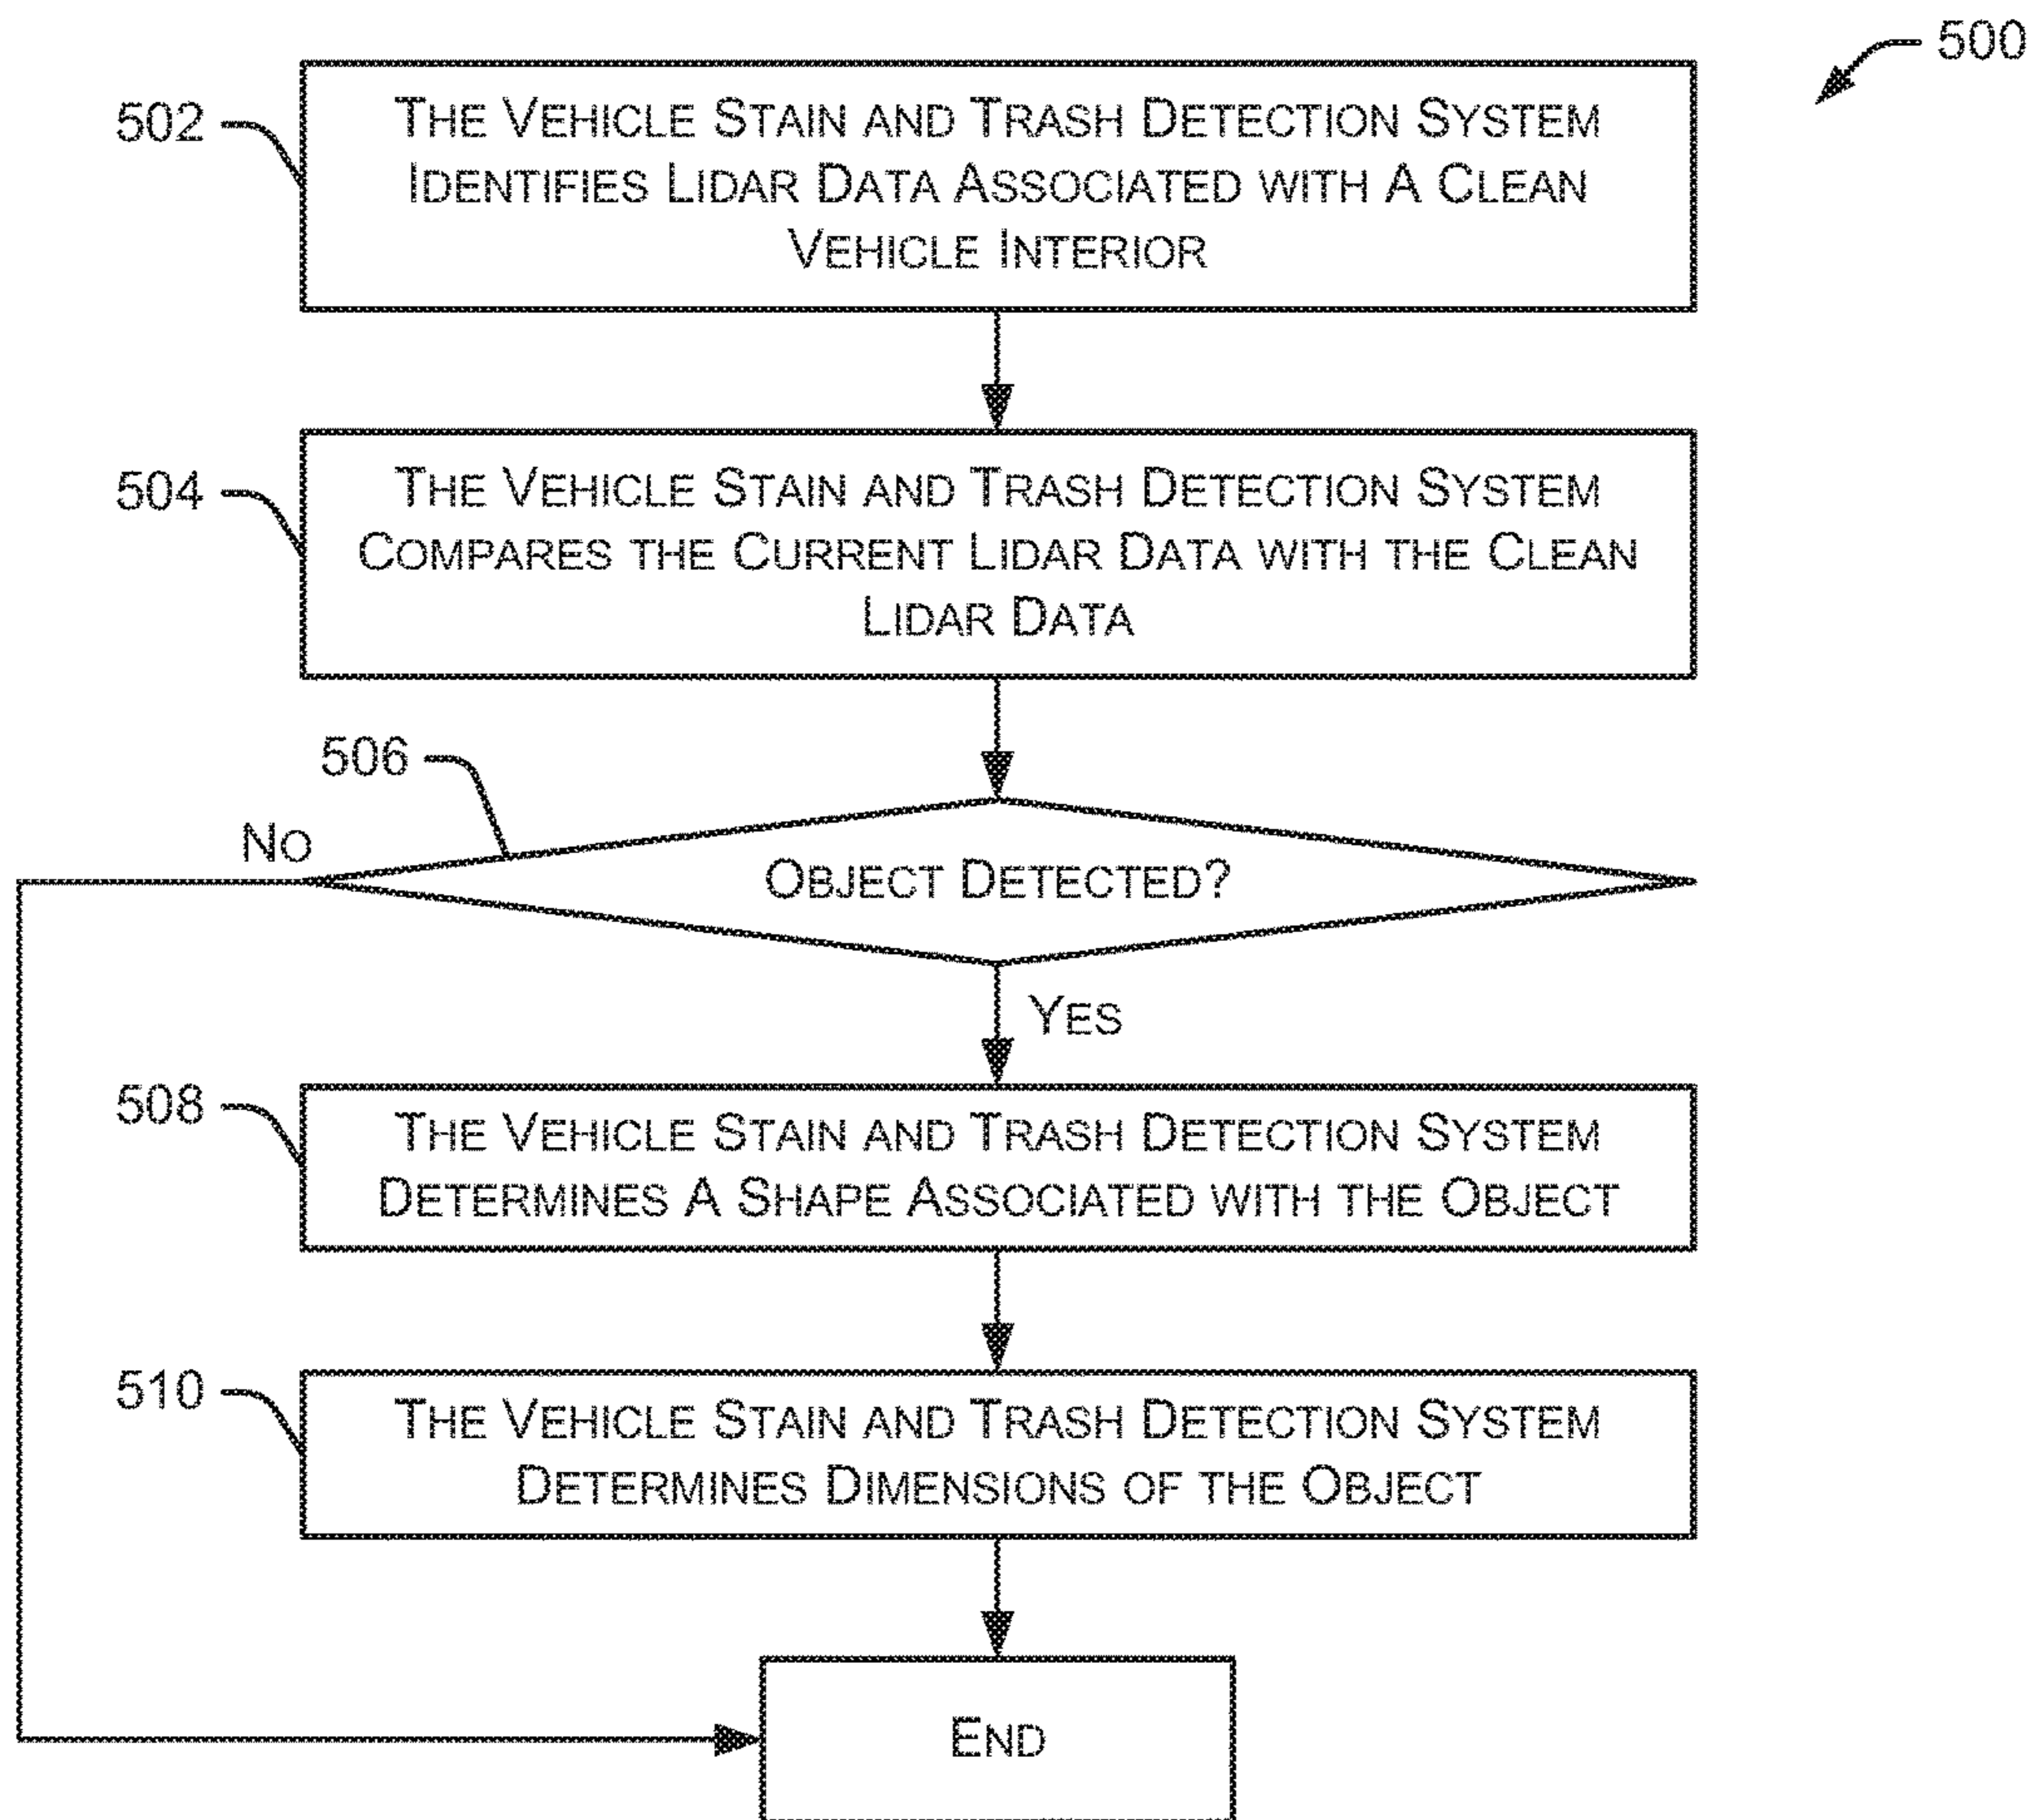 500
502
THE VEHICLE STAIN AND TRASH DETECTION SYSTEM
IDENTIFIES LIDAR DATA ASSOCIATED WITH A CLEAN
VEHICLE INTERIOR
504
THE VEHICLE STAIN AND TRASH DETECTION SYSTEM
COMPARES THE CURRENT LIDAR DATA WITH THE CLEAN
LIDAR DATA
506
NO
OBJECT DETECTED?
YES
508
THE VEHICLE STAIN AND TRASH DETECTION SYSTEM
DETERMINES A SHAPE ASSOCIATED WITH THE OBJECT
510
THE VEHICLE STAIN AND TRASH DETECTION SYSTEM
DETERMINES DIMENSIONS OF THE OBJECT
END